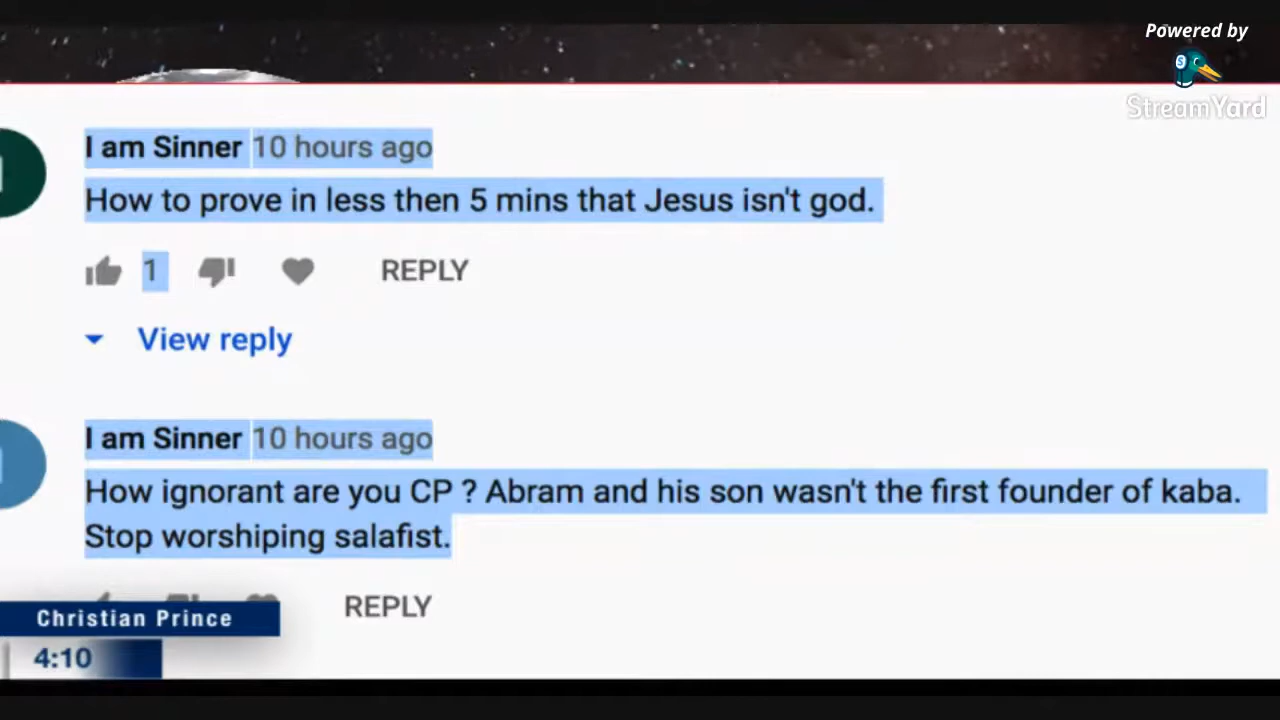 Powered by
StreamYard
I am Sinner 10 hours ago
How to prove in less then 5 mins that Jesus isn't god.
1 REPLY
View reply
I am Sinner 10 hours ago
How ignorant are you CP ? Abram and his son wasn't the first founder of kaba.
Stop worshiping salafist.
REPLY
Christian Prince
4:10